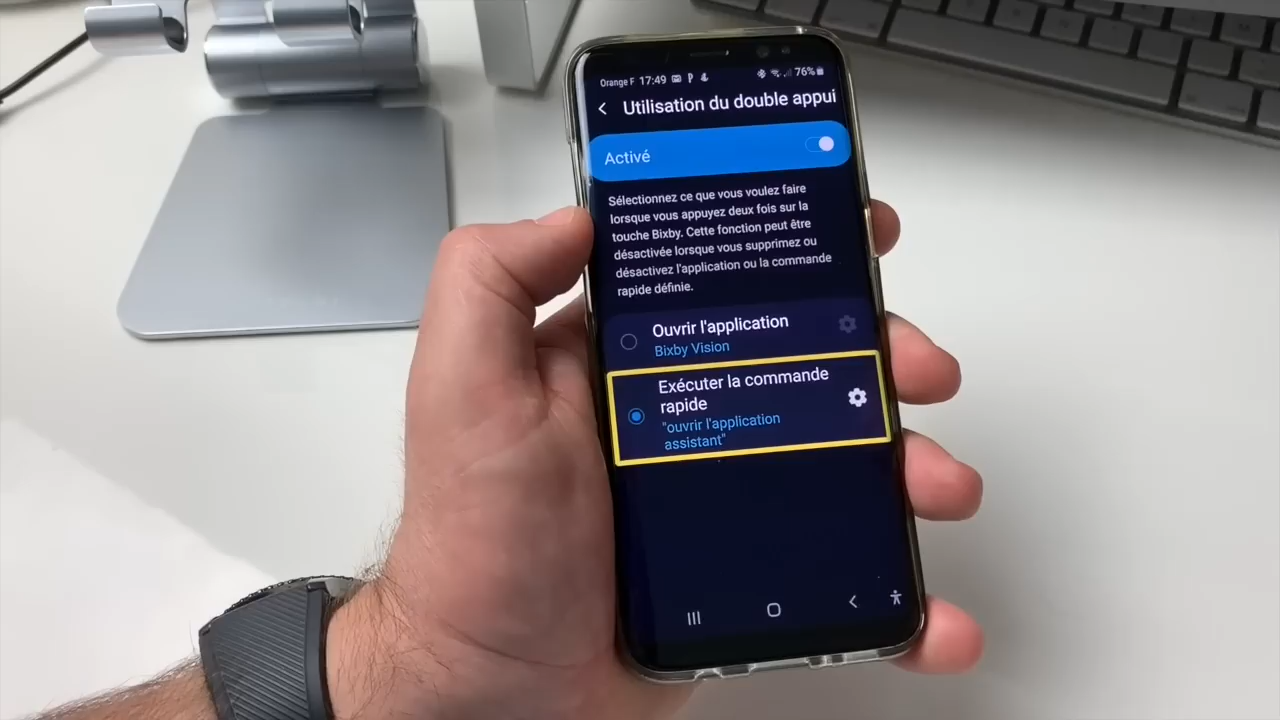 Orange F 17:49 76%
Utilisation du double appui
Activé
Sélectionnez ce que vous voulez faire
lorsque vous appuyez deux fois sur la
touche Bixby. Cette fonction peut être
désactivée lorsque vous supprimez ou
désactivez l'application ou la commande
rapide définie.
Ouvrir l'application
Bixby Vision
Exécuter la commande
rapide
"ouvrir l'application
assistant"